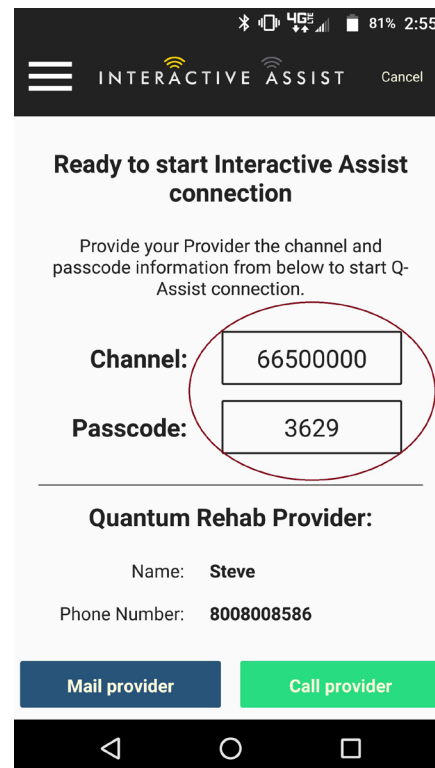 4G 81% 2:55
INTERACTIVE ASSIST Cancel
Ready to start Interactive Assist
connection
Provide your Provider the channel and
passcode information from below to start Q-
Assist connection.
Channel: 66500000
Passcode: 3629
Quantum Rehab Provider:
Name: Steve
Phone Number: 8008008586
Mail provider Call provider